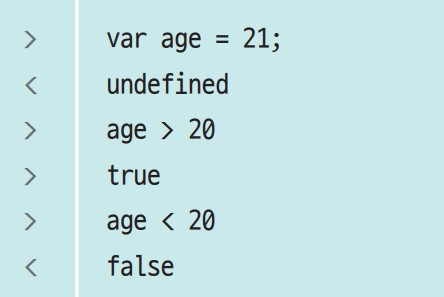 > var age = 21;
< undefined
> age > 20
> true
> age < 20
< false